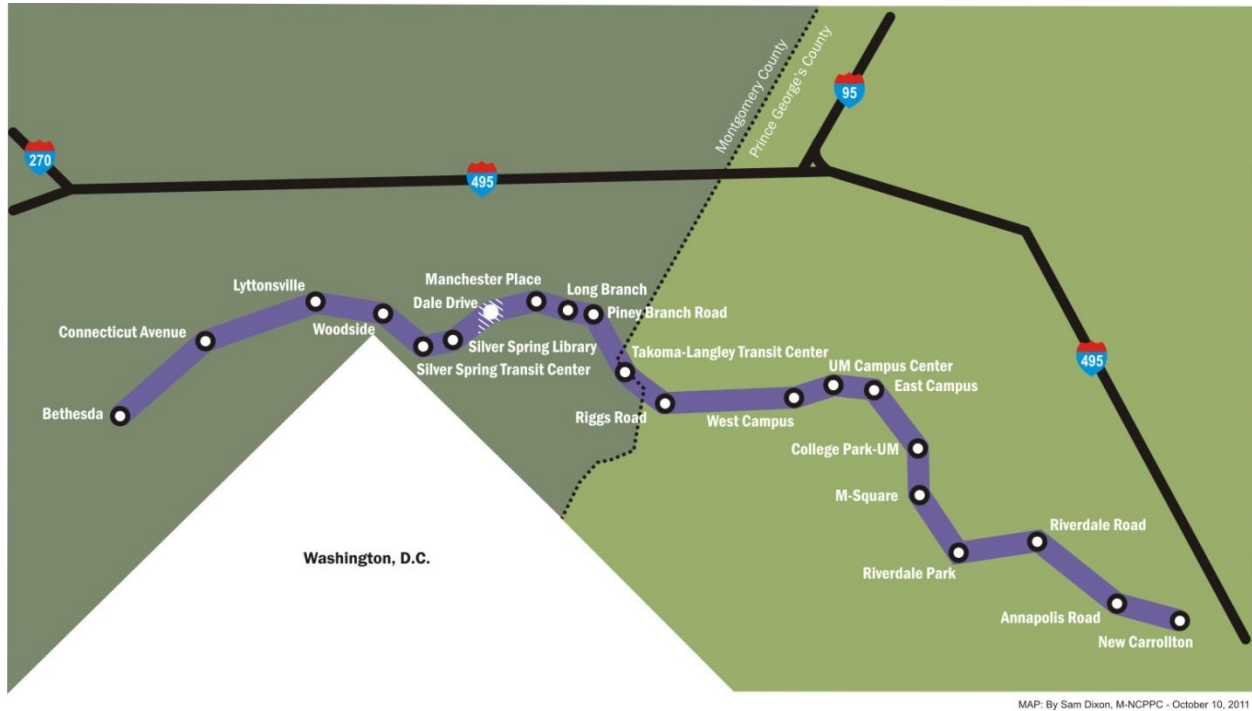 Montgomery County
Prince George's County
95
270
495
Manchester Place
Long Branch
Lyttonsville
Dale Drive
Piney Branch Road
Connecticut Avenue
Woodside
Silver Spring Library
Takoma-Langley Transit Center
Silver Spring Transit Center
UM Campus Center
East Campus
495
Bethesda
Riggs Road
West Campus
College Park-UM
M-Square
Riverdale Road
Washington, D.C.
Riverdale Park
Annapolis Road
New Carrollton
MAP: By Sam Dixon, M-NCPPC - October 10, 2011